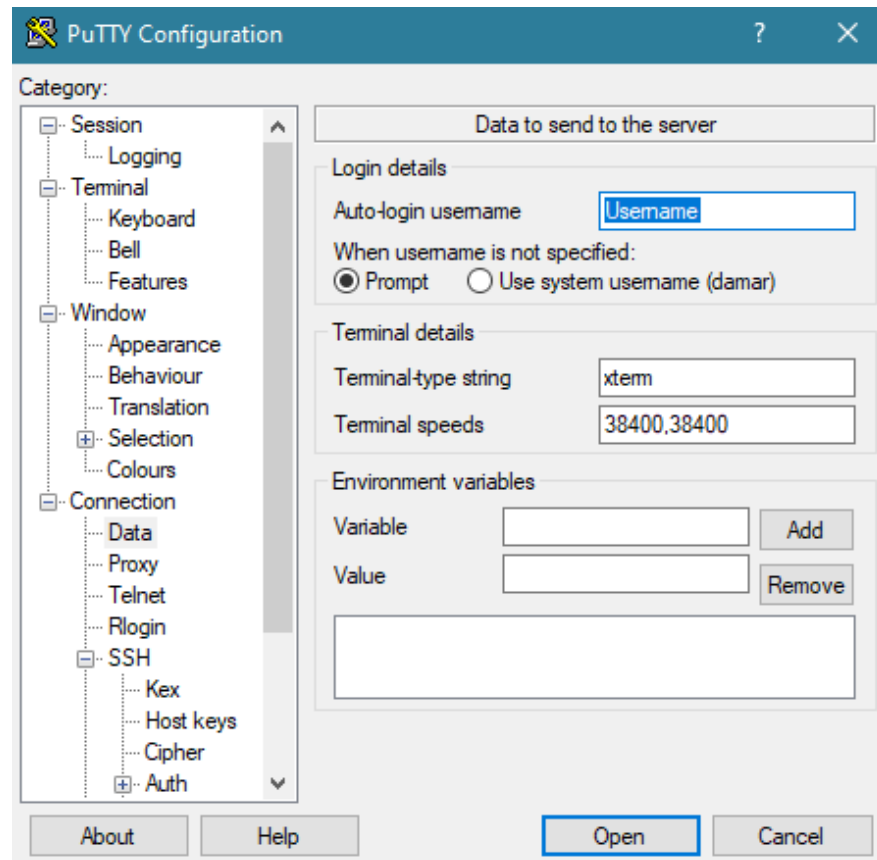 PuTTY Configuration ?
Category:
Session
Logging
Terminal
Keyboard
Bell
Features
Window
Appearance
Behaviour
Translation
Selection
Colours
Connection
Data
Proxy
Telnet
Rlogin
SSH
Kex
Host keys
Cipher
Auth
Data to send to the server
Login details
Auto-login username Username
When username is not specified:
Prompt Use system username (damar)
Terminal details
Terminal-type string xterm
Terminal speeds 38400,38400
Environment variables
Variable Add
Value Remove
About Help Open Cancel